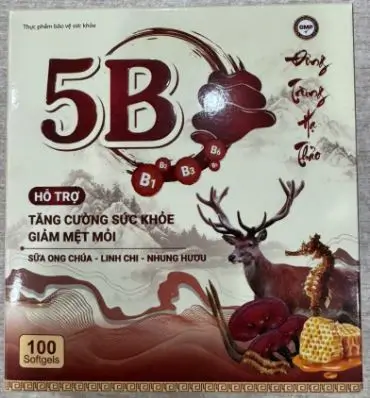 Thực phẩm bảo vệ sức khỏe
GMP
5B
Đông
Trùng
Hạ
Thảo
B1
B2
B3
B6
HỖ TRỢ
TĂNG CƯỜNG SỨC KHỎE
GIẢM MỆT MỎI
SỮA ONG CHÚA - LINH CHI - NHUNG HƯƠU
100
Softgels